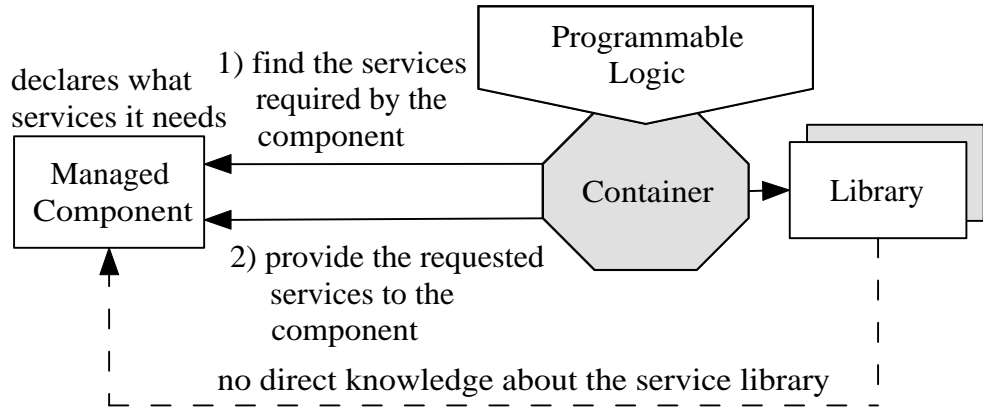 declares what
services it needs
Managed
Component
1) find the services
required by the
component
2) provide the requested
services to the
component
Programmable
Logic
Container
Library
no direct knowledge about the service library